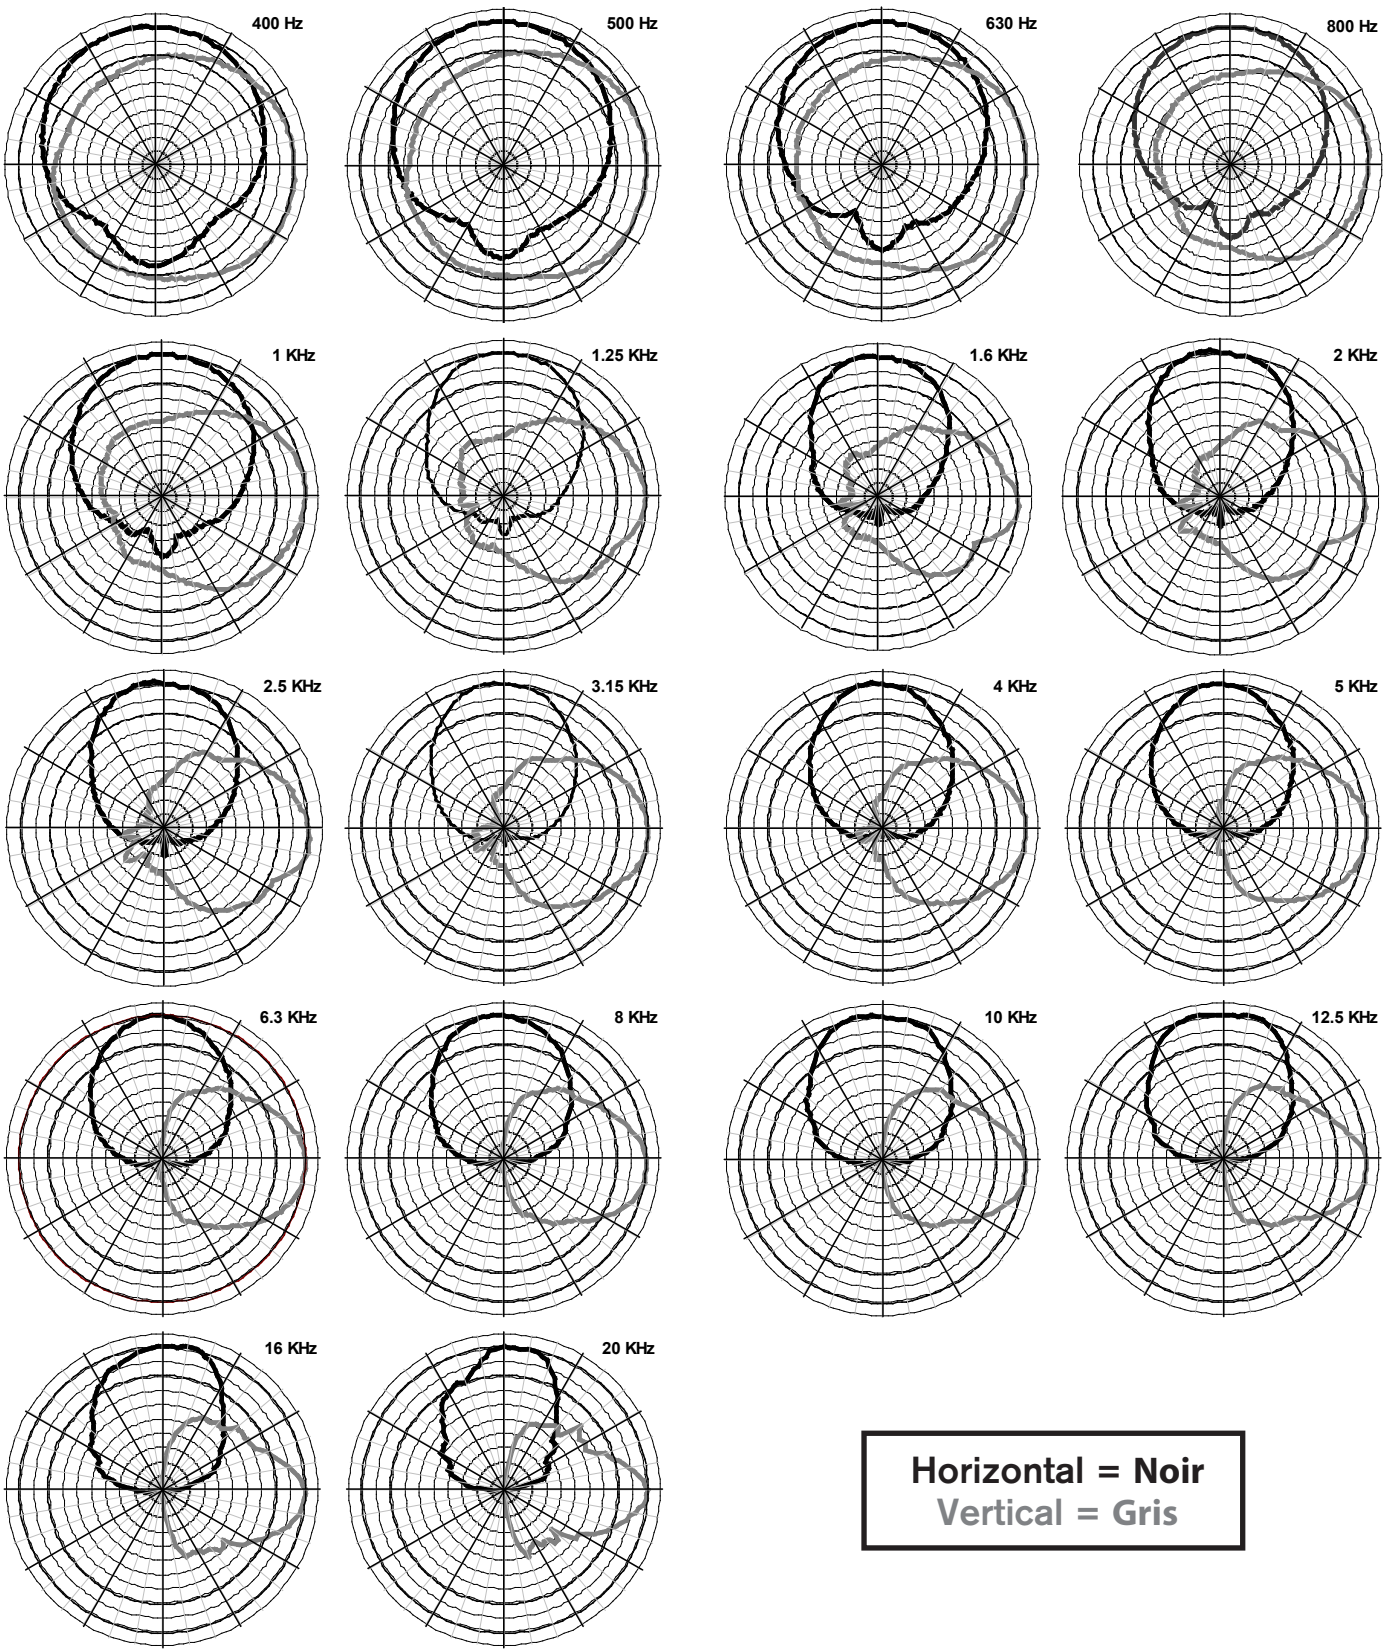 400 Hz
500 Hz
630 Hz
800 Hz
1 KHz
1.25 KHz
1.6 KHz
2 KHz
2.5 KHz
3.15 KHz
4 KHz
5 KHz
6.3 KHz
8 KHz
10 KHz
12.5 KHz
16 KHz
20 KHz
Horizontal = Noir
Vertical = Gris